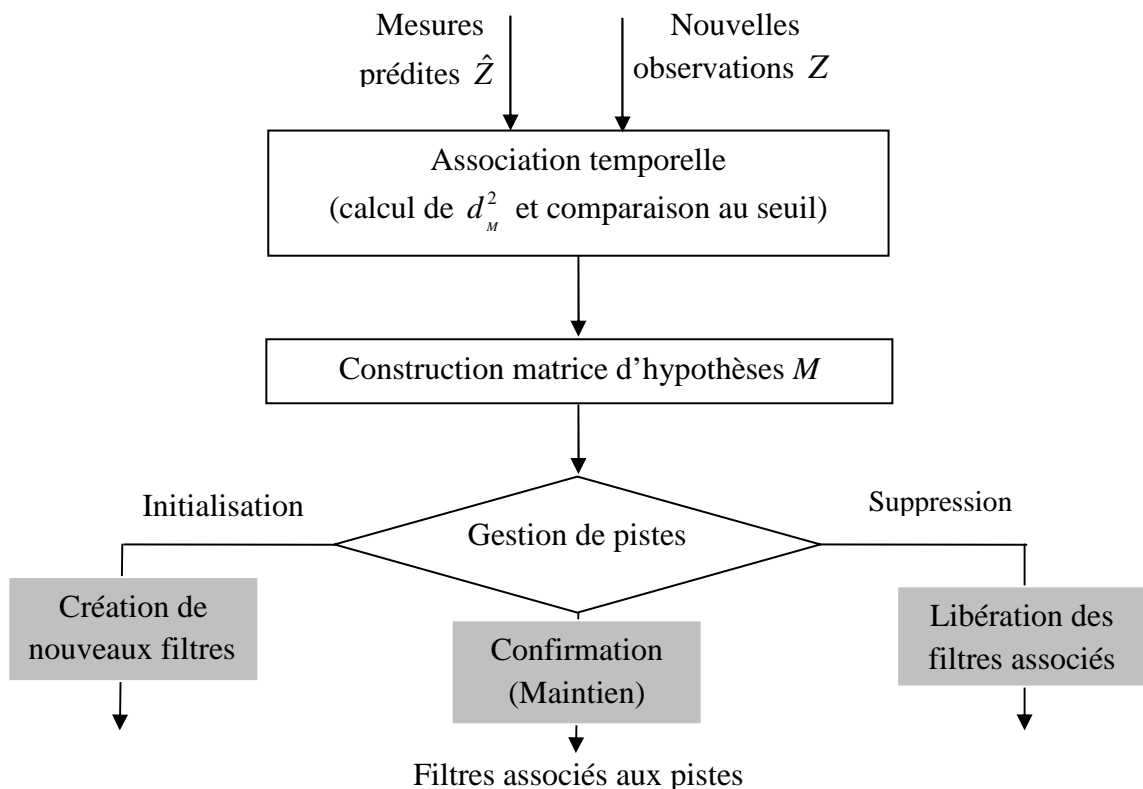 Mesures
prédites Ẑ
Nouvelles
observations Z
Association temporelle
(calcul de d²_M et comparaison au seuil)
Construction matrice d’hypothèses M
Initialisation
Suppression
Gestion de pistes
Création de
nouveaux filtres
Confirmation
(Maintien)
Libération des
filtres associés
Filtres associés aux pistes